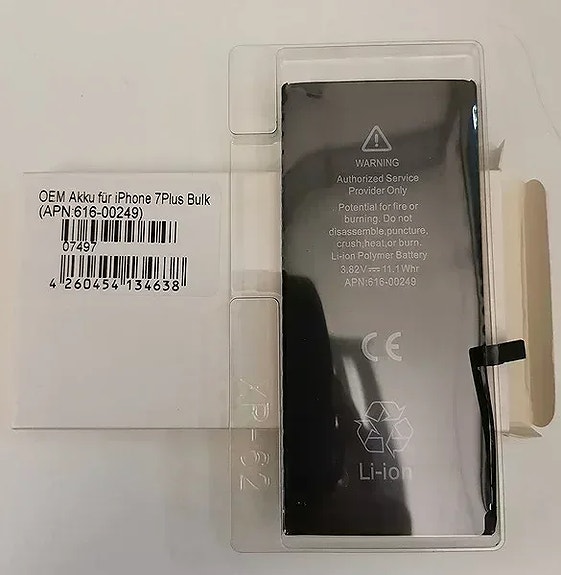 OEM Akku für iPhone 7Plus Bulk
(APN:616-00249)
07497
4 260454 134638
WARNING
Authorized Service
Provider Only
Potential for fire or
burning. Do not
disassemble,puncture,
crush,heat,or burn.
Li-ion Polymer Battery
3.82V⎓11.1Whr
APN:616-00249
CE
Li-ion
XP-62